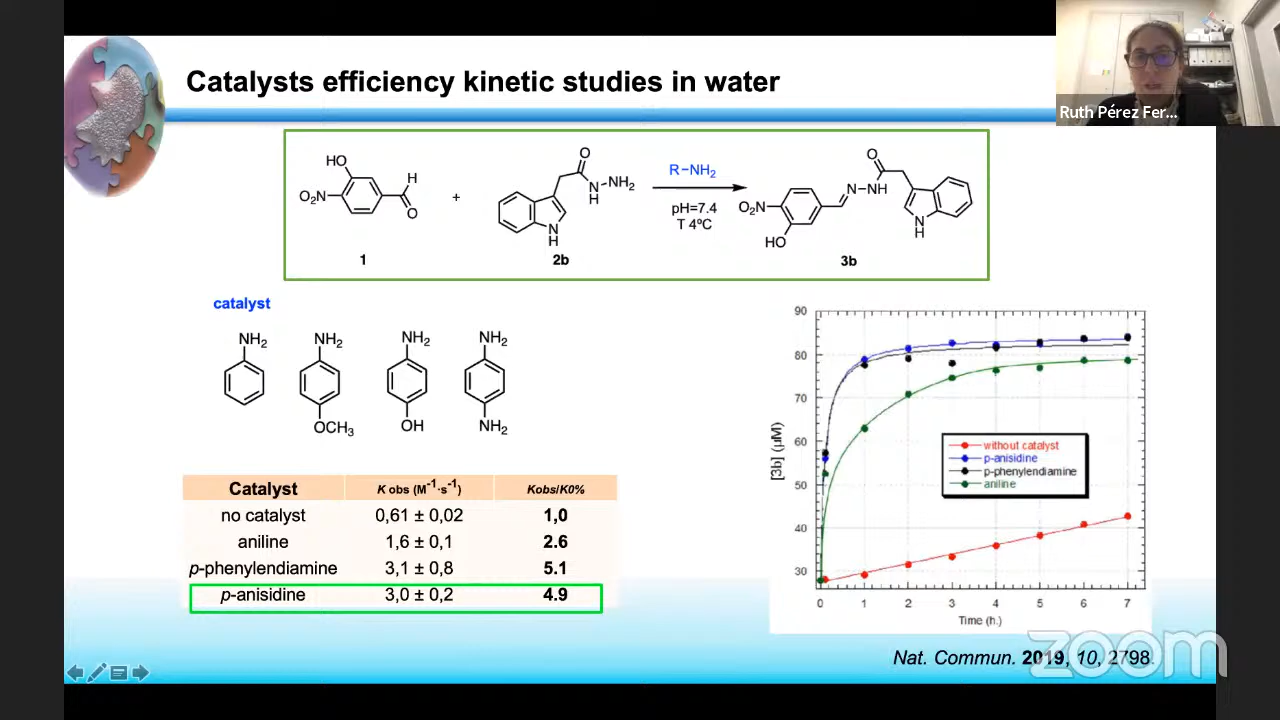 Catalysts efficiency kinetic studies in water
Ruth Pérez Fer...
HO
O₂N
H
O
1
+
O
N
H
NH₂
N
H
2b
R–NH₂
pH=7.4
T 4ºC
O₂N
HO
N
NH
O
N
H
3b
catalyst
NH₂
NH₂
OCH₃
NH₂
OH
NH₂
NH₂
Catalyst K obs (M⁻¹·s⁻¹) Kobs/K0%
no catalyst 0,61 ± 0,02 1,0
aniline 1,6 ± 0,1 2.6
p-phenylendiamine 3,1 ± 0,8 5.1
p-anisidine 3,0 ± 0,2 4.9
[3b] (μM)
90
80
70
60
50
40
30
without catalyst
p-anisidine
p-phenylendiamine
aniline
0 1 2 3 4 5 6 7
Time (h.)
Nat. Commun. 2019, 10, 2798.
zoom